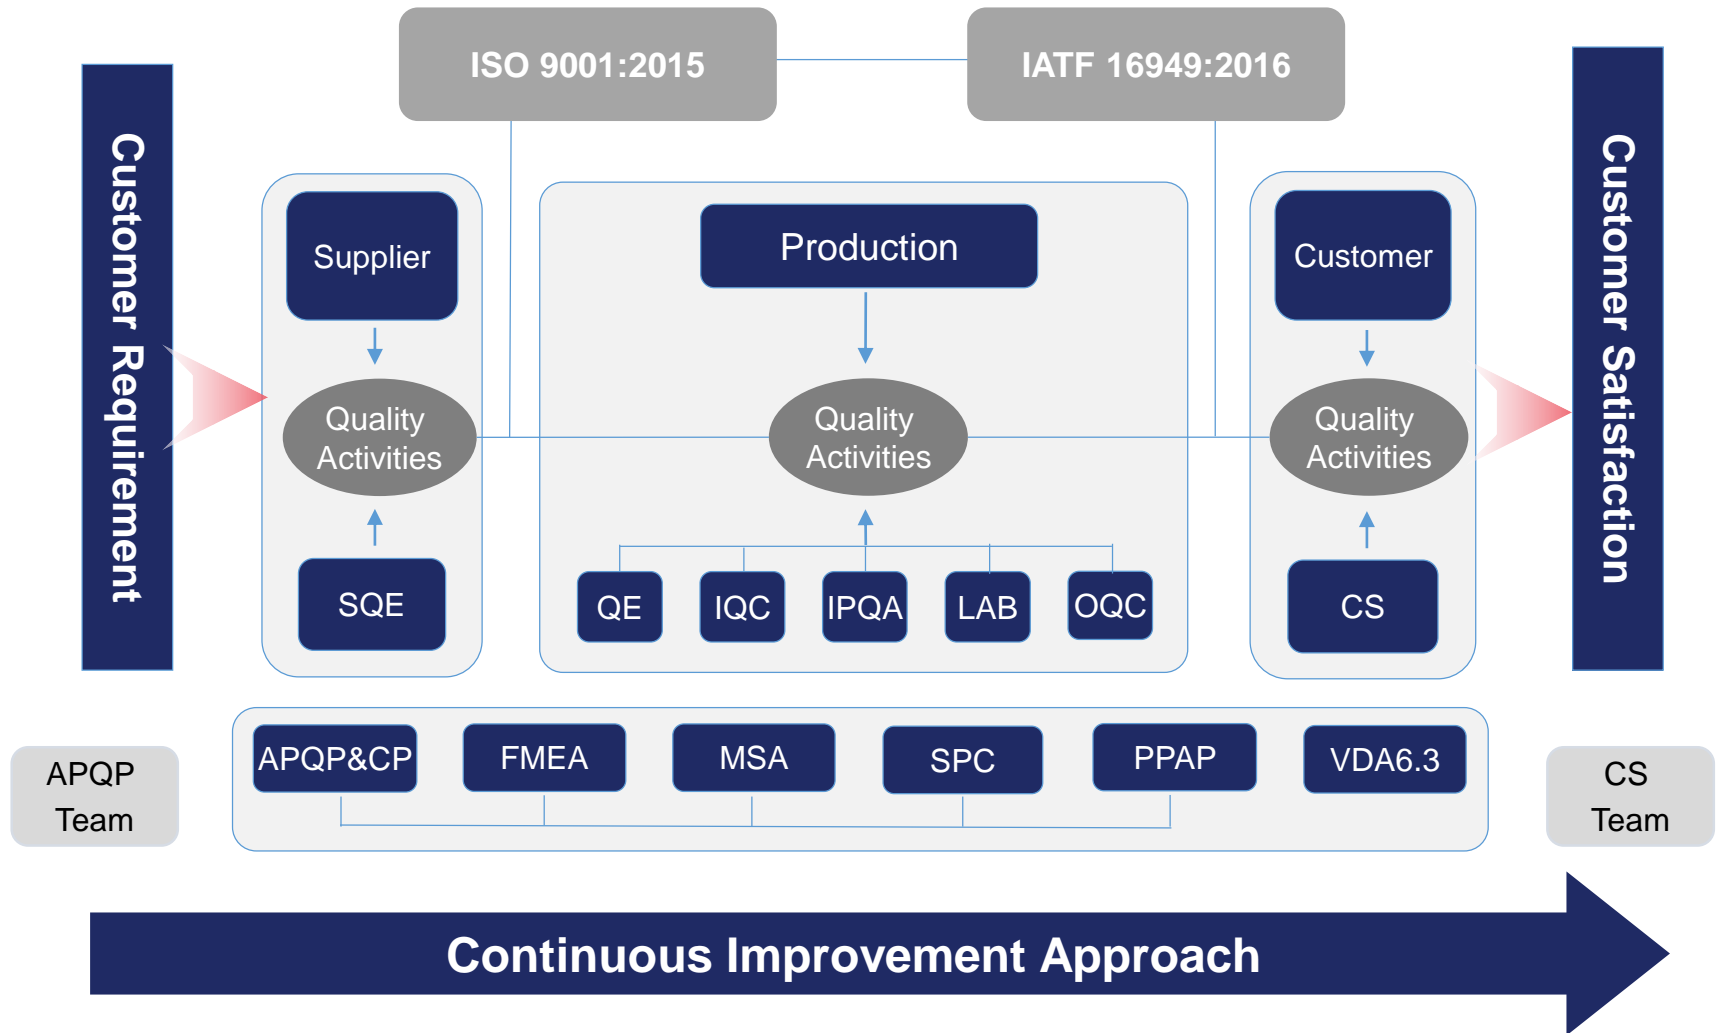 ISO 9001:2015
IATF 16949:2016
Customer Requirement
Supplier
Production
Customer
Customer Satisfaction
Quality
Activities
Quality
Activities
Quality
Activities
SQE
QE
IQC
IPQA
LAB
OQC
CS
APQP
Team
APQP&CP
FMEA
MSA
SPC
PPAP
VDA6.3
CS
Team
Continuous Improvement Approach